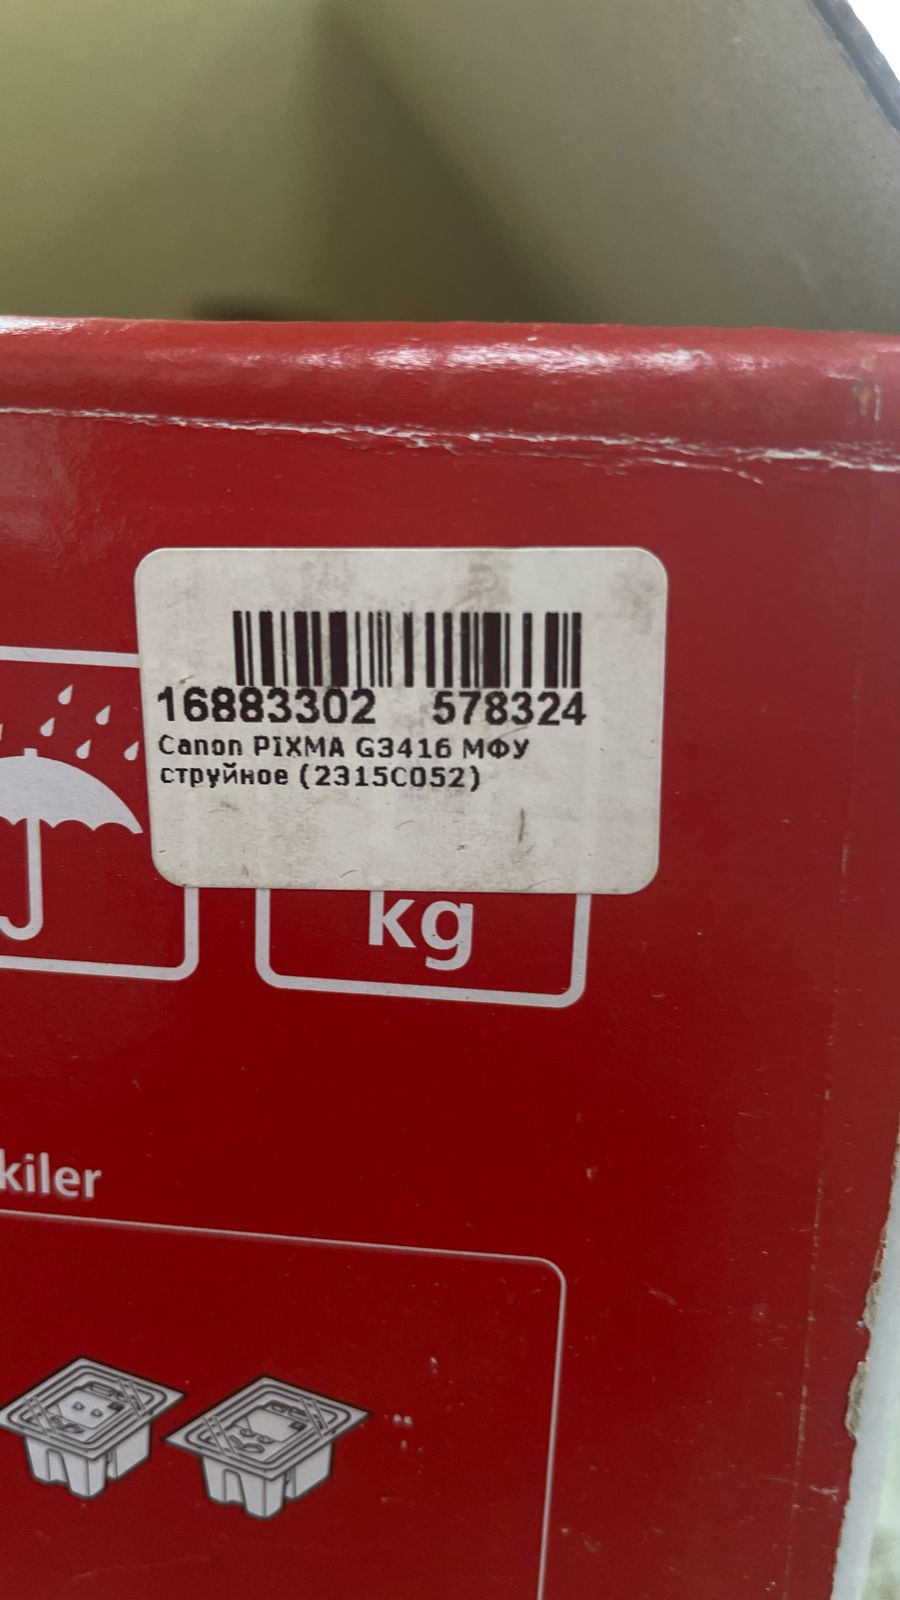 16883302 578324
Canon PIXMA G3416 МФУ
струйное (2315C052)
kg
kiler